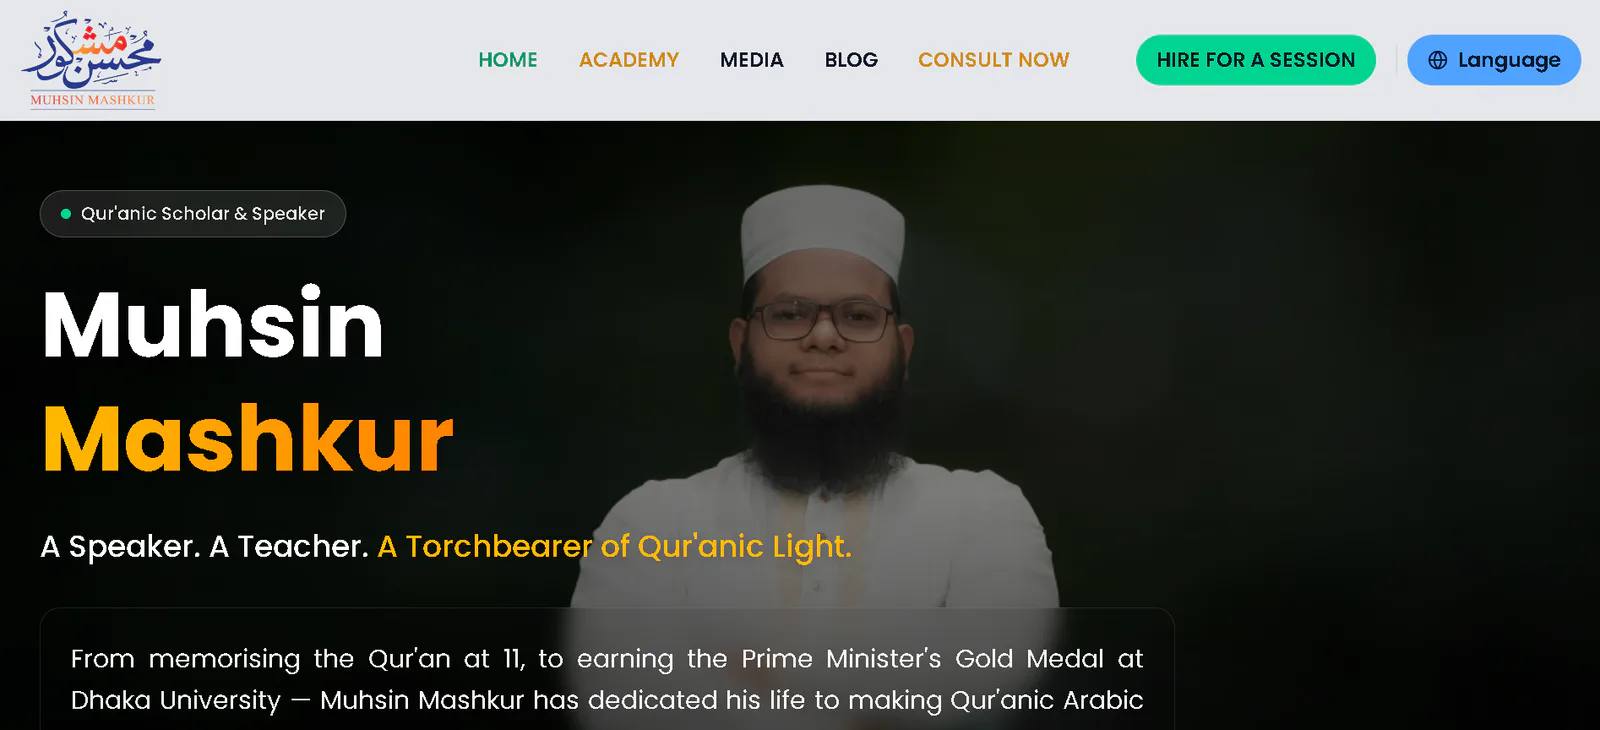 محسن مشكور
MUHSIN MASHKUR
HOME
ACADEMY
MEDIA
BLOG
CONSULT NOW
HIRE FOR A SESSION
Language
Qur'anic Scholar & Speaker
Muhsin
Mashkur
A Speaker. A Teacher. A Torchbearer of Qur'anic Light.
From memorising the Qur'an at 11, to earning the Prime Minister's Gold Medal at
Dhaka University — Muhsin Mashkur has dedicated his life to making Qur'anic Arabic